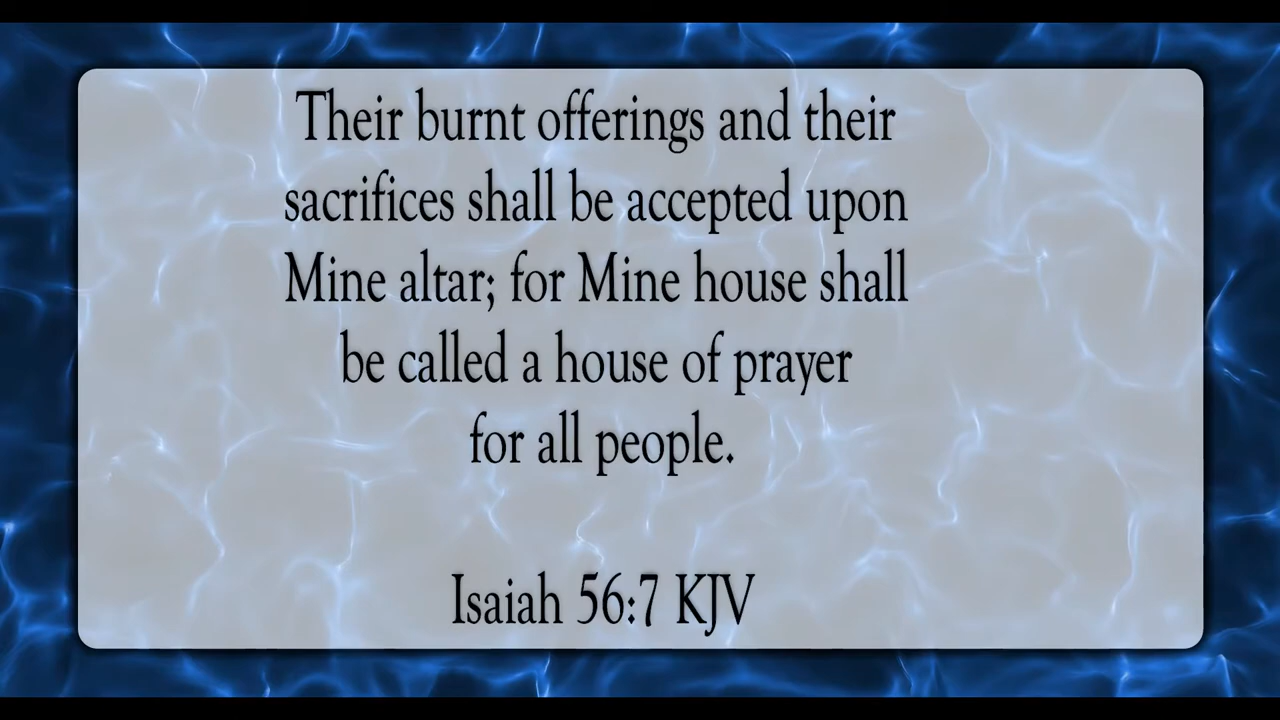 Their burnt offerings and their
sacrifices shall be accepted upon
Mine altar; for Mine house shall
be called a house of prayer
for all people.
Isaiah 56:7 KJV